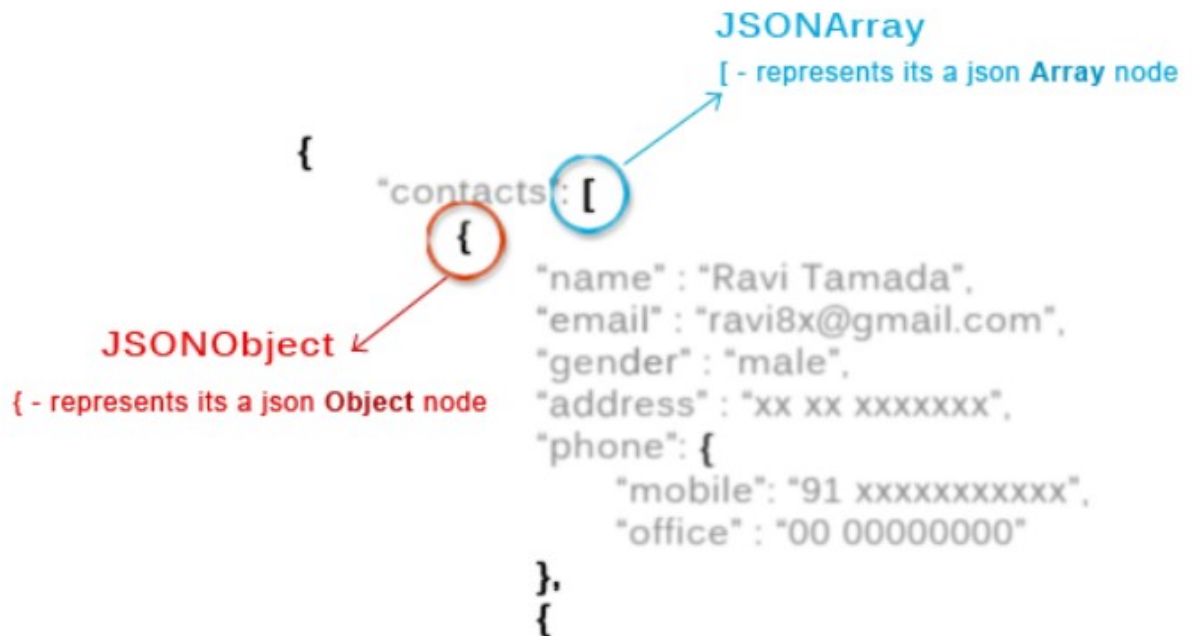 JSONArray
[ - represents its a json Array node
{
"contacts": [
{
"name" : "Ravi Tamada",
"email" : "ravi8x@gmail.com",
"gender" : "male",
"address" : "xx xx xxxxxxx",
"phone": {
"mobile": "91 xxxxxxxxxxx",
"office" : "00 00000000"
},
{
JSONObject
{ - represents its a json Object node